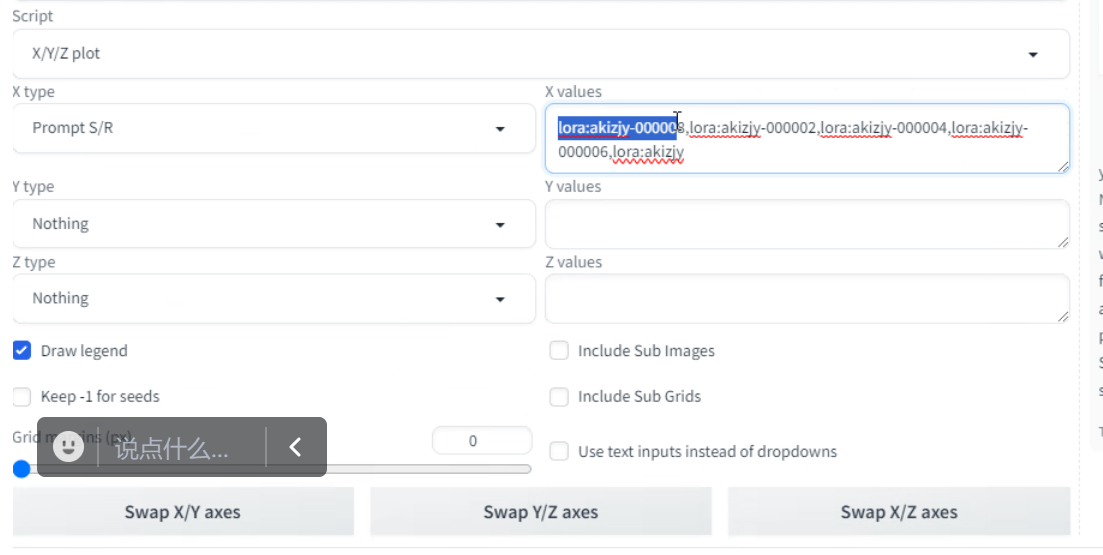 Script
X/Y/Z plot
X type
X values
Prompt S/R
lora:akizjy-000008,lora:akizjy-000002,lora:akizjy-000004,lora:akizjy-
000006,lora:akizjy
Y type
Y values
Nothing
Z type
Z values
Nothing
Draw legend
Include Sub Images
Keep -1 for seeds
Include Sub Grids
Grid margins (px)
0
说点什么...
Use text inputs instead of dropdowns
Swap X/Y axes
Swap Y/Z axes
Swap X/Z axes